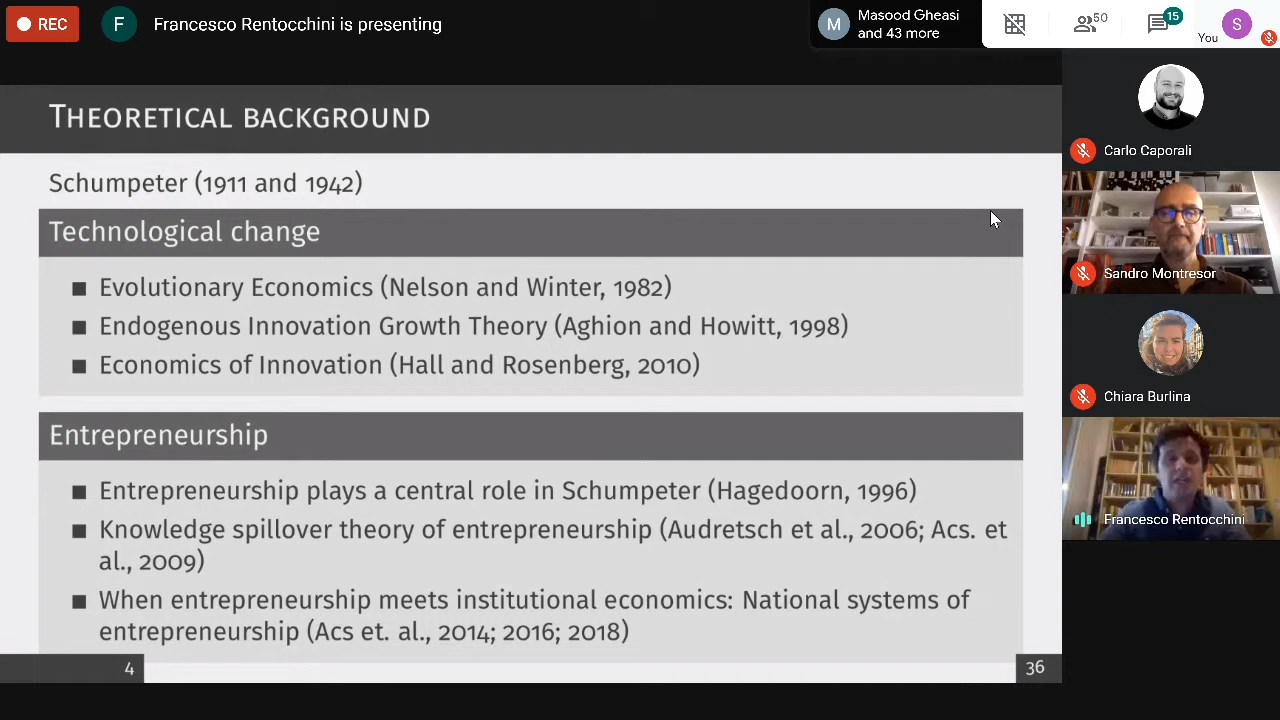 REC
F
Francesco Rentocchini is presenting
M
Masood Gheasi
and 43 more
50
15
You
S
THEORETICAL BACKGROUND
Schumpeter (1911 and 1942)
Technological change
■ Evolutionary Economics (Nelson and Winter, 1982)
■ Endogenous Innovation Growth Theory (Aghion and Howitt, 1998)
■ Economics of Innovation (Hall and Rosenberg, 2010)
Entrepreneurship
■ Entrepreneurship plays a central role in Schumpeter (Hagedoorn, 1996)
■ Knowledge spillover theory of entrepreneurship (Audretsch et al., 2006; Acs. et
al., 2009)
■ When entrepreneurship meets institutional economics: National systems of
entrepreneurship (Acs et. al., 2014; 2016; 2018)
4
36
Carlo Caporali
Sandro Montresor
Chiara Burlina
Francesco Rentocchini